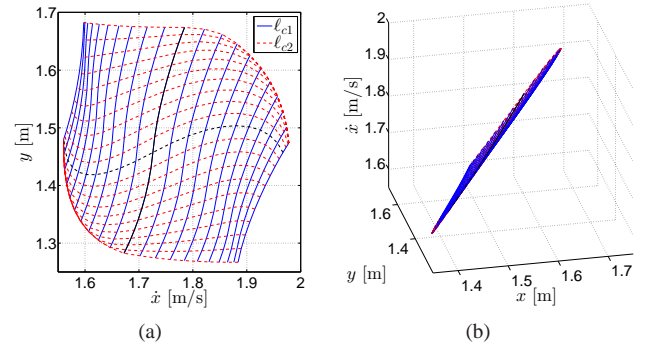 1.7
1.6
1.5
1.4
1.3
y [m]
1.6 1.7 1.8 1.9 2
ẋ [m/s]
ℓc1
ℓc2
(a)
2
1.9
1.8
1.7
1.6
ẋ [m/s]
1.6
1.4
y [m]
1.4 1.5 1.6 1.7
x [m]
(b)